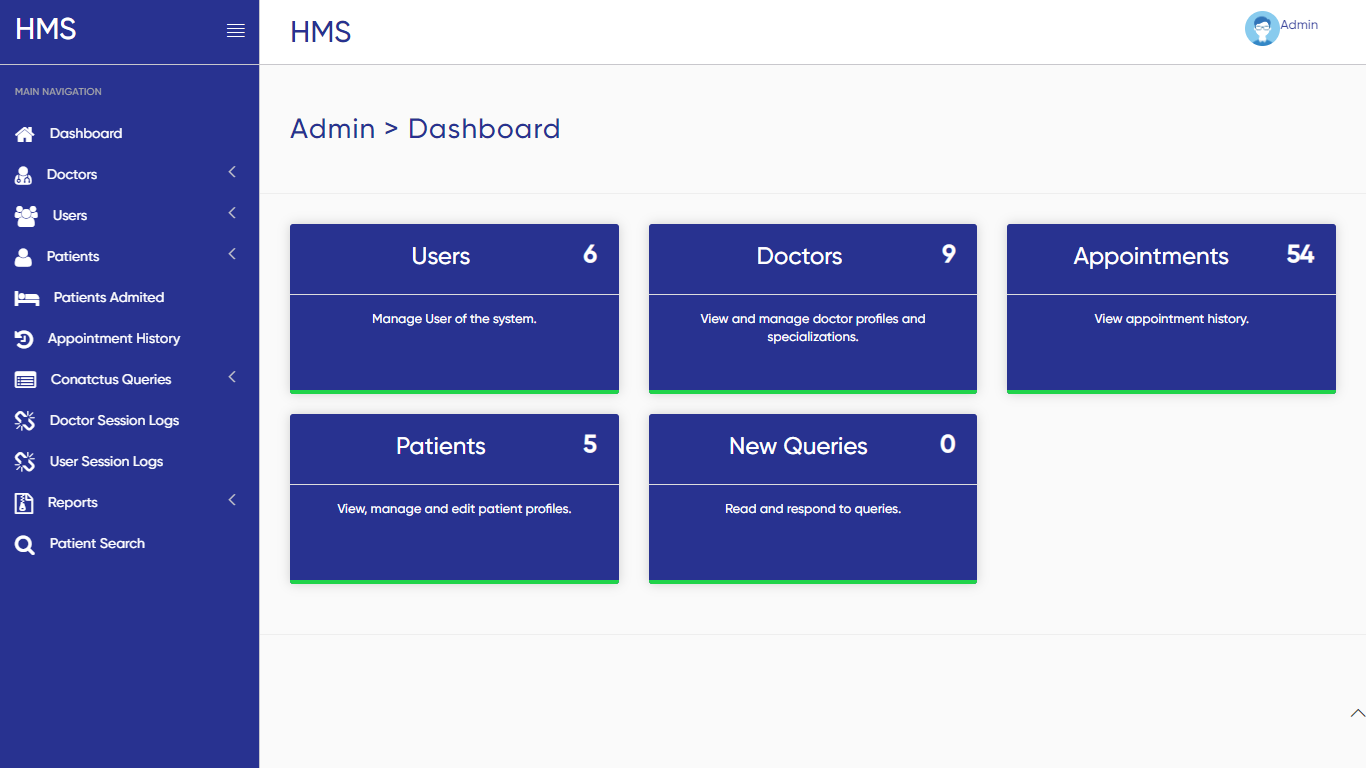 HMS
HMS
Admin
MAIN NAVIGATION
Dashboard
Doctors
Users
Patients
Patients Admited
Appointment History
Conatctus Queries
Doctor Session Logs
User Session Logs
Reports
Patient Search
Admin > Dashboard
Users 6
Manage User of the system.
Doctors 9
View and manage doctor profiles and
specializations.
Appointments 54
View appointment history.
Patients 5
View, manage and edit patient profiles.
New Queries 0
Read and respond to queries.